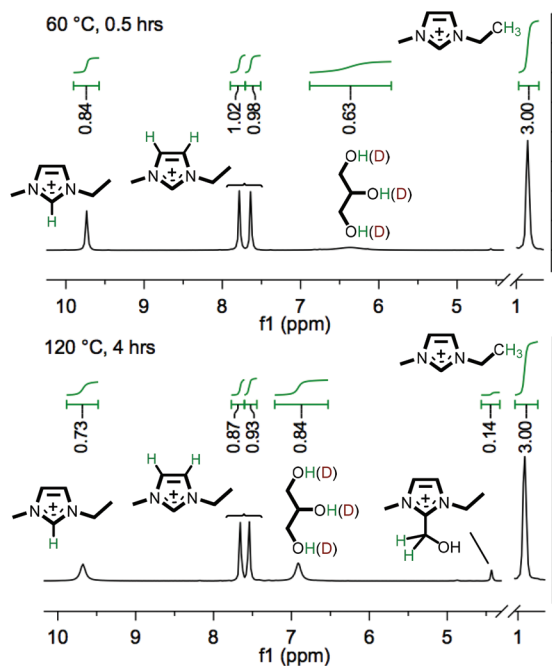 60 °C, 0.5 hrs
N + N CH3
0.84
1.02
0.98
0.63
3.00
H H
N + N
H
N + N
OH(D)
OH(D)
OH(D)
10 9 8 7 6 5 1
f1 (ppm)
120 °C, 4 hrs
N + N CH3
0.73
0.87
0.93
0.84
0.14
3.00
H H
N + N
H
N + N
OH(D)
OH(D)
OH(D)
N + N
H
H
OH
10 9 8 7 6 5 1
f1 (ppm)